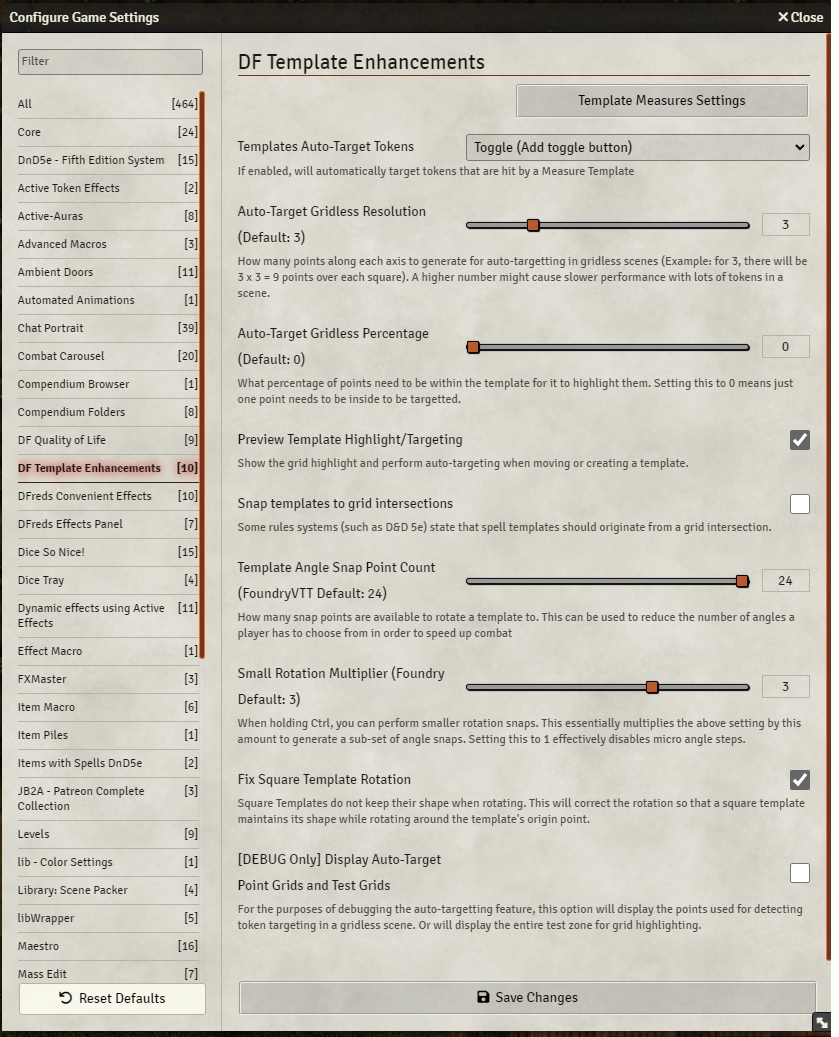 Configure Game Settings
Close
Filter
All [464]
Core [24]
DnD5e - Fifth Edition System [15]
Active Token Effects [2]
Active-Auras [8]
Advanced Macros [3]
Ambient Doors [11]
Automated Animations [1]
Chat Portrait [39]
Combat Carousel [20]
Compendium Browser [1]
Compendium Folders [8]
DF Quality of Life [9]
DF Template Enhancements [10]
DFreds Convenient Effects [10]
DFreds Effects Panel [7]
Dice So Nice! [15]
Dice Tray [4]
Dynamic effects using Active [11]
Effects
Effect Macro [1]
FXMaster [3]
Item Macro [6]
Item Piles [1]
Items with Spells DnD5e [2]
JB2A - Patreon Complete [3]
Collection
Levels [9]
lib - Color Settings [1]
Library: Scene Packer [4]
libWrapper [5]
Maestro [16]
Mass Edit [7]
Reset Defaults
DF Template Enhancements
Template Measures Settings
Templates Auto-Target Tokens
Toggle (Add toggle button)
If enabled, will automatically target tokens that are hit by a Measure Template
Auto-Target Gridless Resolution
(Default: 3)
3
How many points along each axis to generate for auto-targetting in gridless scenes (Example: for 3, there will be
3 x 3 = 9 points over each square). A higher number might cause slower performance with lots of tokens in a
scene.
Auto-Target Gridless Percentage
(Default: 0)
0
What percentage of points need to be within the template for it to highlight them. Setting this to 0 means just
one point needs to be inside to be targetted.
Preview Template Highlight/Targeting
Show the grid highlight and perform auto-targeting when moving or creating a template.
Snap templates to grid intersections
Some rules systems (such as D&D 5e) state that spell templates should originate from a grid intersection.
Template Angle Snap Point Count
(FoundryVTT Default: 24)
24
How many snap points are available to rotate a template to. This can be used to reduce the number of angles a
player has to choose from in order to speed up combat
Small Rotation Multiplier (Foundry
Default: 3)
3
When holding Ctrl, you can perform smaller rotation snaps. This essentially multiplies the above setting by this
amount to generate a sub-set of angle snaps. Setting this to 1 effectively disables micro angle steps.
Fix Square Template Rotation
Square Templates do not keep their shape when rotating. This will correct the rotation so that a square template
maintains its shape while rotating around the template's origin point.
[DEBUG Only] Display Auto-Target
Point Grids and Test Grids
For the purposes of debugging the auto-targetting feature, this option will display the points used for detecting
token targeting in a gridless scene. Or will display the entire test zone for grid highlighting.
Save Changes